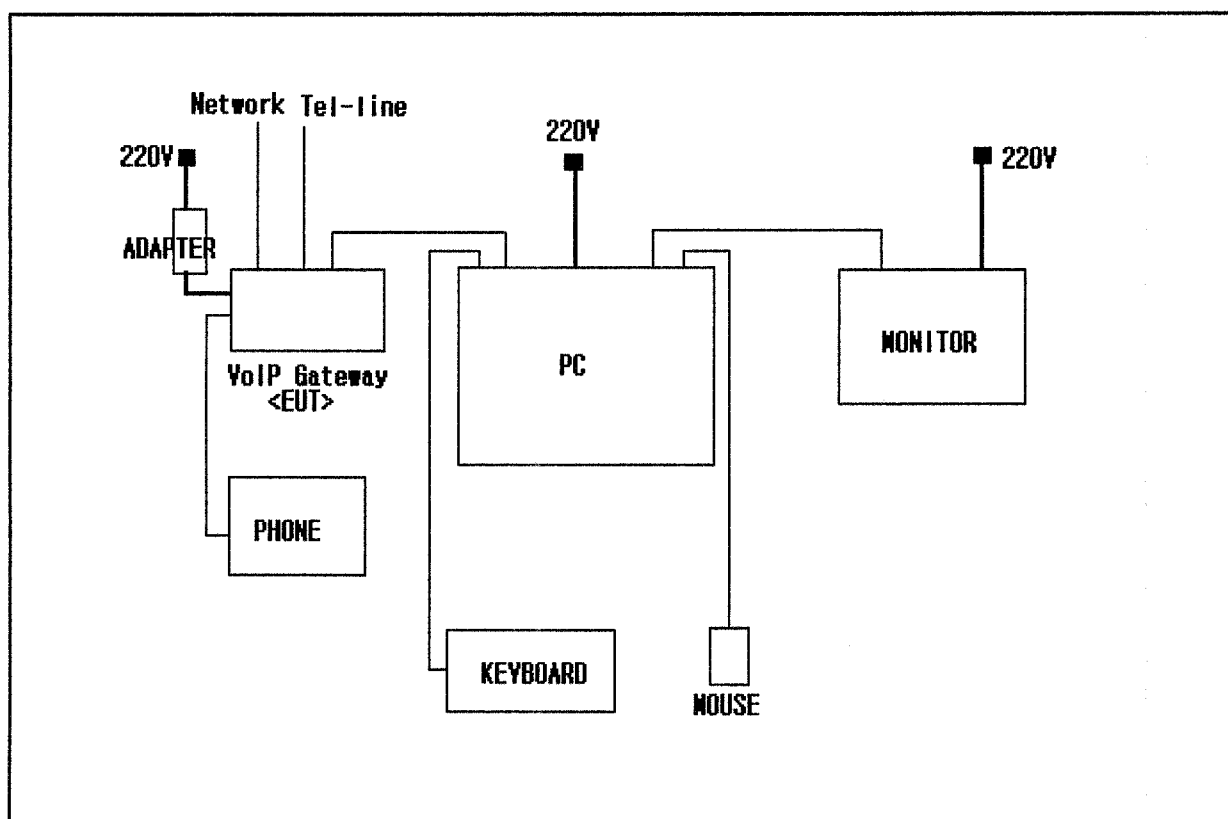 Network Tel-line
220V
220V
220V
ADAPTER
VoIP Gateway
<EUT>
PC
MONITOR
PHONE
KEYBOARD
MOUSE